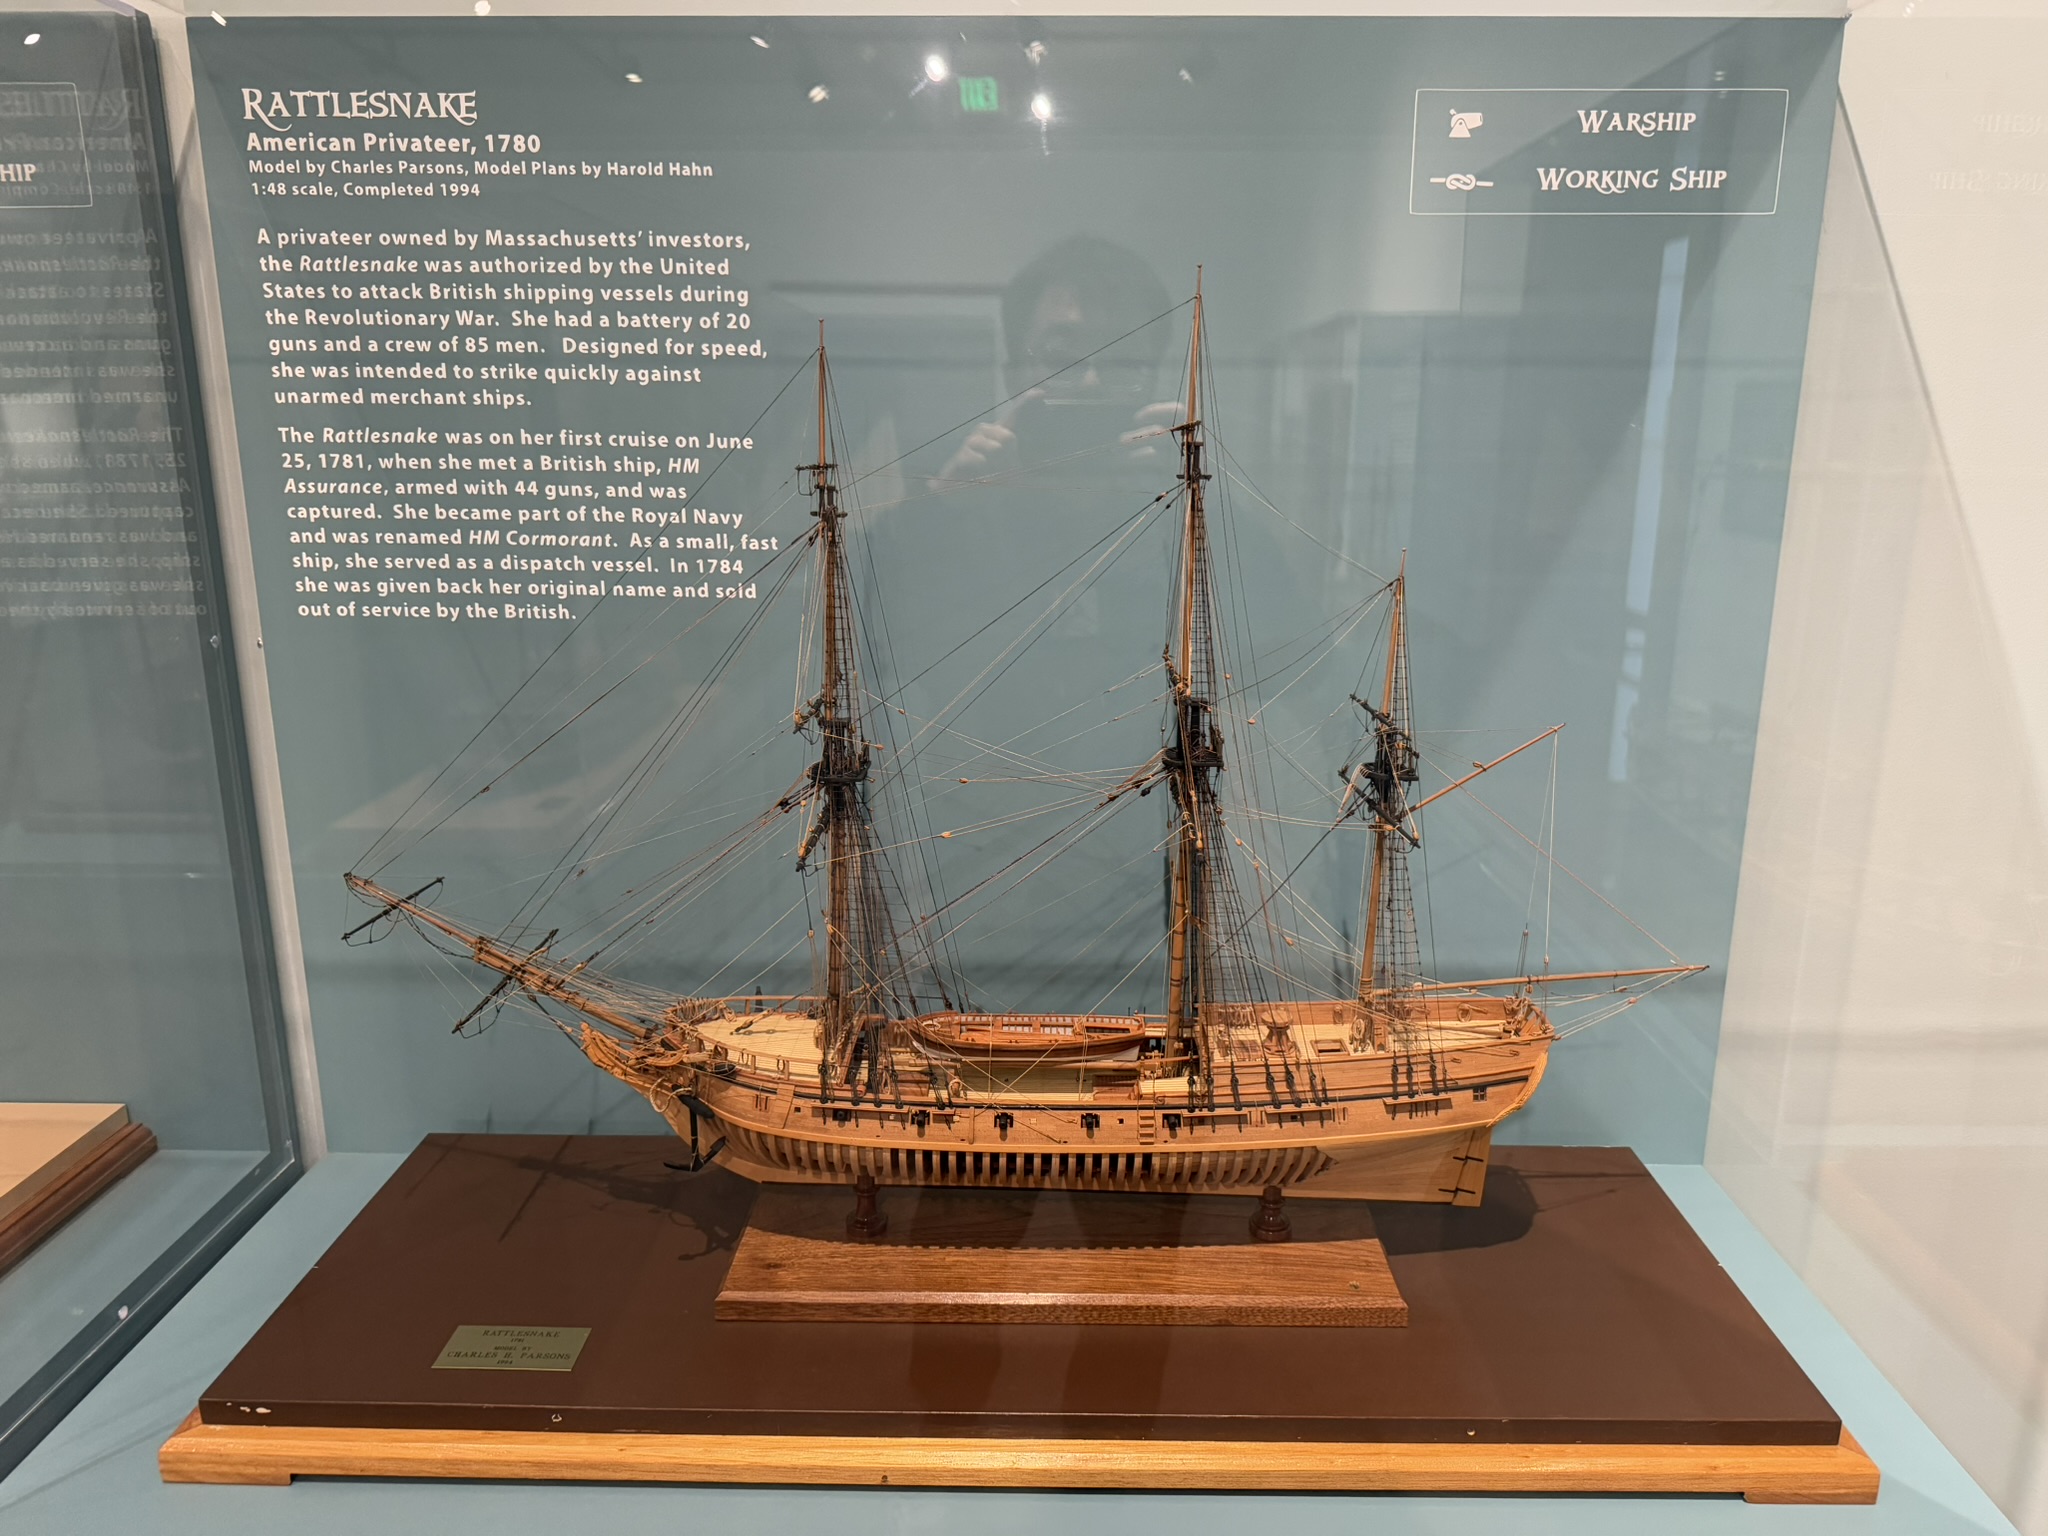 RATTLESNAKE
American Privateer, 1780
Model by Charles Parsons, Model Plans by Harold Hahn
1:48 scale, Completed 1994
A privateer owned by Massachusetts’ investors,
the Rattlesnake was authorized by the United
States to attack British shipping vessels during
the Revolutionary War. She had a battery of 20
guns and a crew of 85 men. Designed for speed,
she was intended to strike quickly against
unarmed merchant ships.
The Rattlesnake was on her first cruise on June
25, 1781, when she met a British ship, HM
Assurance, armed with 44 guns, and was
captured. She became part of the Royal Navy
and was renamed HM Cormorant. As a small, fast
ship, she served as a dispatch vessel. In 1784
she was given back her original name and sold
out of service by the British.
WARSHIP
WORKING SHIP
HIP
EXIT
RATTLESNAKE
MODEL BY
CHARLES H. PARSONS
1994